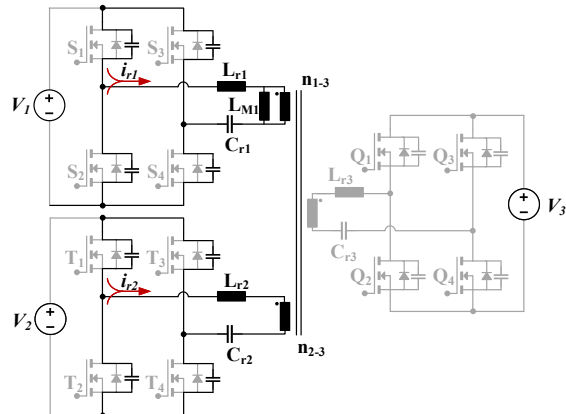 S1
S3
ir1
Lr1
n1-3
LM1
V1
Cr1
S2
S4
Q1
Q3
Lr3
V3
T1
T3
Cr3
ir2
Lr2
Q2
Q4
V2
Cr2
n2-3
T2
T4